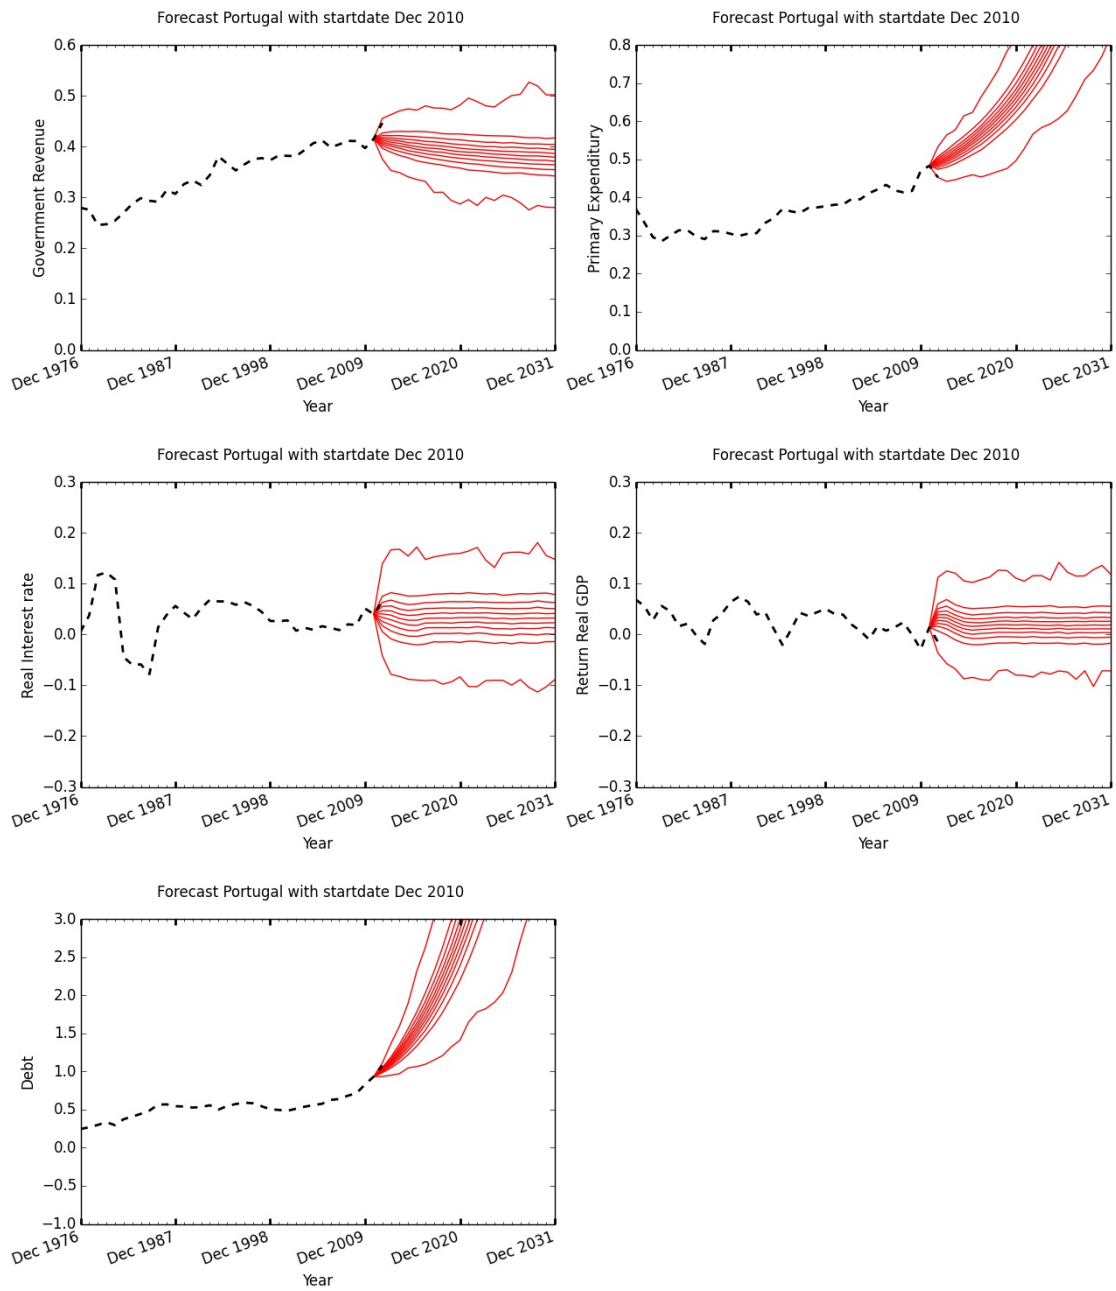 Forecast Portugal with startdate Dec 2010
0.6
0.5
0.4
0.3
0.2
0.1
0.0
Government Revenue
Dec 1976
Dec 1987
Dec 1998
Dec 2009
Dec 2020
Dec 2031
Year
Forecast Portugal with startdate Dec 2010
0.8
0.7
0.6
0.5
0.4
0.3
0.2
0.1
0.0
Primary Expenditury
Dec 1976
Dec 1987
Dec 1998
Dec 2009
Dec 2020
Dec 2031
Year
Forecast Portugal with startdate Dec 2010
0.3
0.2
0.1
0.0
−0.1
−0.2
−0.3
Real Interest rate
Dec 1976
Dec 1987
Dec 1998
Dec 2009
Dec 2020
Dec 2031
Year
Forecast Portugal with startdate Dec 2010
0.3
0.2
0.1
0.0
−0.1
−0.2
−0.3
Return Real GDP
Dec 1976
Dec 1987
Dec 1998
Dec 2009
Dec 2020
Dec 2031
Year
Forecast Portugal with startdate Dec 2010
3.0
2.5
2.0
1.5
1.0
0.5
0.0
−0.5
−1.0
Debt
Dec 1976
Dec 1987
Dec 1998
Dec 2009
Dec 2020
Dec 2031
Year